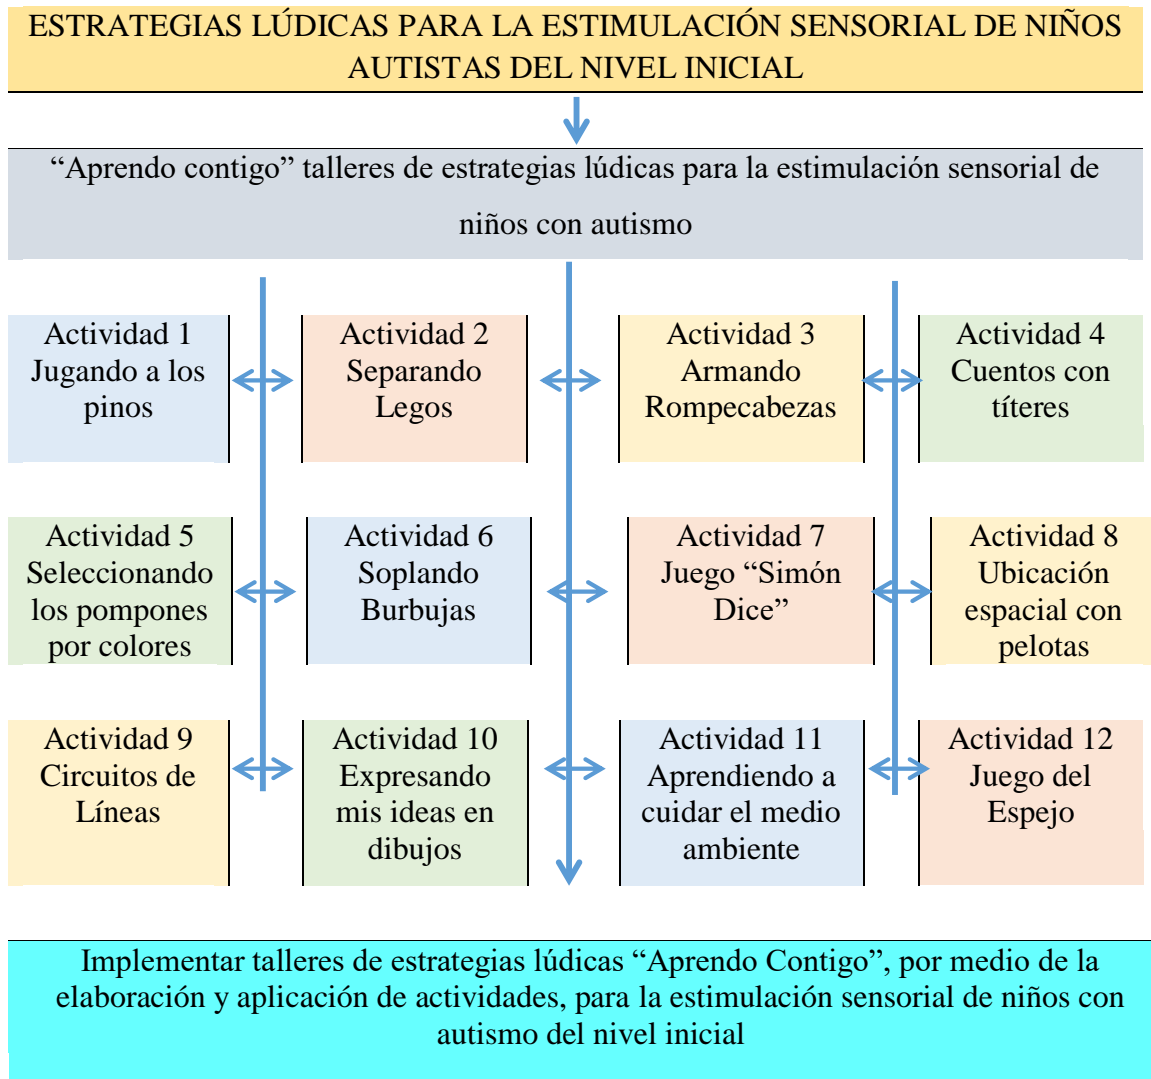 ESTRATEGIAS LÚDICAS PARA LA ESTIMULACIÓN SENSORIAL DE NIÑOS
AUTISTAS DEL NIVEL INICIAL
“Aprendo contigo” talleres de estrategias lúdicas para la estimulación sensorial de
niños con autismo
Actividad 1
Jugando a los
pinos
Actividad 2
Separando
Legos
Actividad 3
Armando
Rompecabezas
Actividad 4
Cuentos con
títeres
Actividad 5
Seleccionando
los pompones
por colores
Actividad 6
Soplando
Burbujas
Actividad 7
Juego “Simón
Dice”
Actividad 8
Ubicación
espacial con
pelotas
Actividad 9
Circuitos de
Líneas
Actividad 10
Expresando
mis ideas en
dibujos
Actividad 11
Aprendiendo a
cuidar el medio
ambiente
Actividad 12
Juego del
Espejo
Implementar talleres de estrategias lúdicas “Aprendo Contigo”, por medio de la
elaboración y aplicación de actividades, para la estimulación sensorial de niños con
autismo del nivel inicial